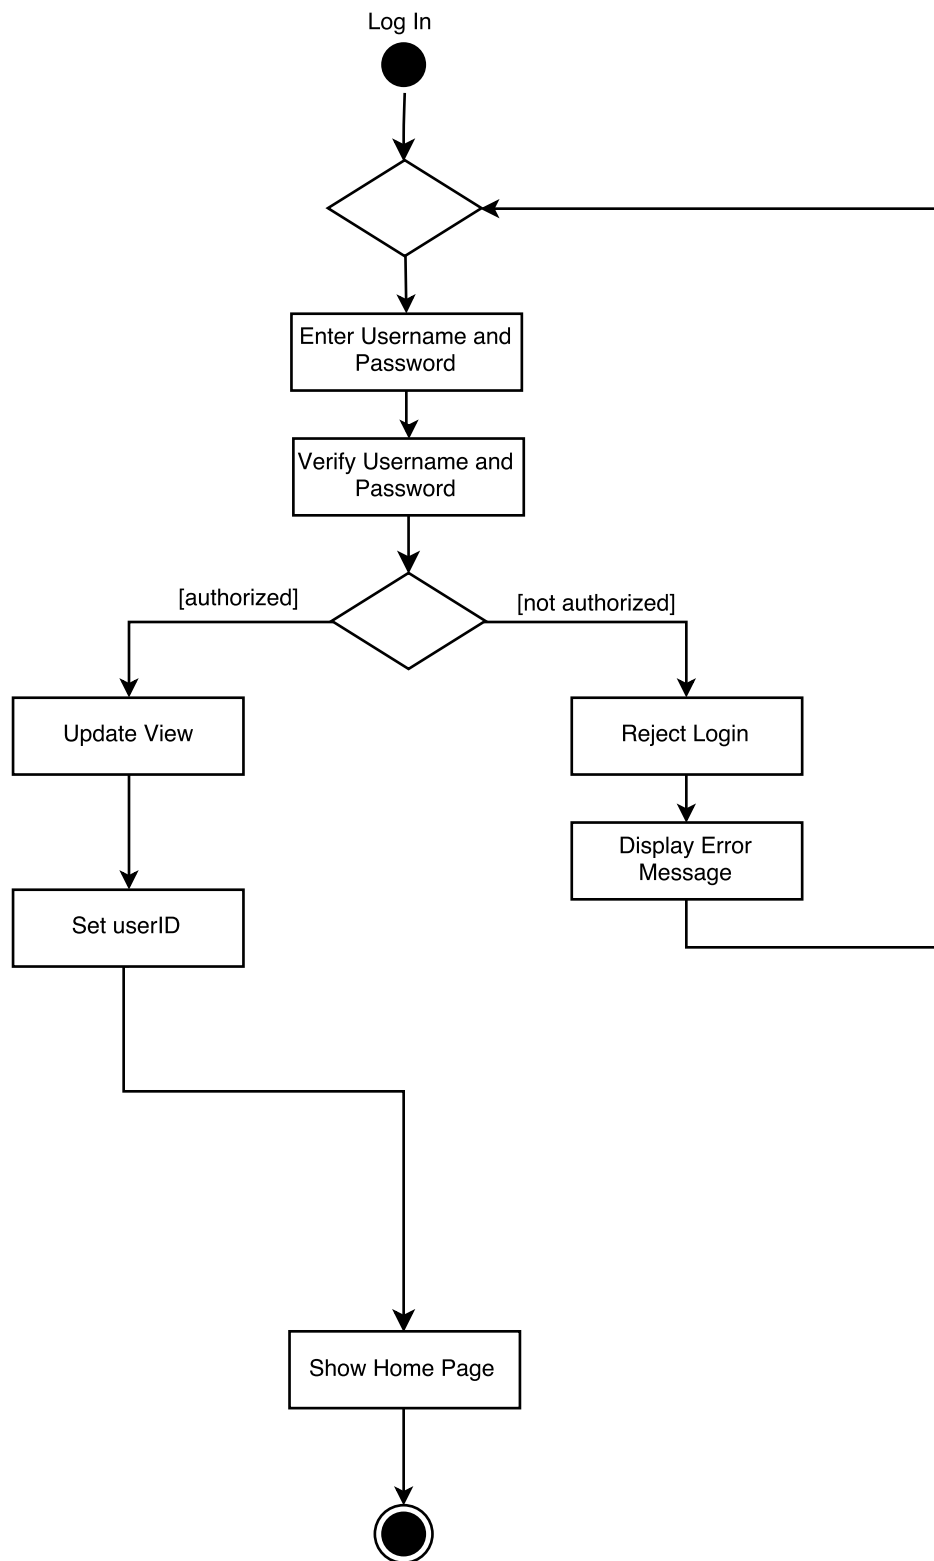 Log In
Enter Username and
Password
Verify Username and
Password
[authorized]
[not authorized]
Update View
Reject Login
Display Error
Message
Set userID
Show Home Page